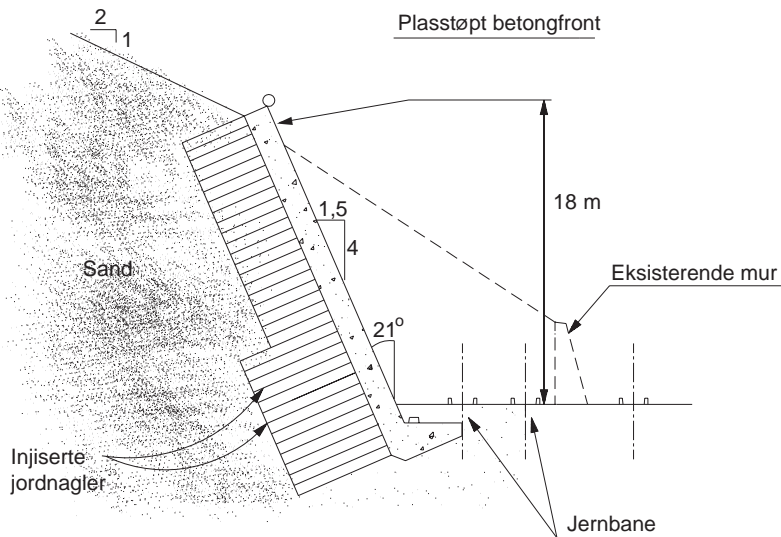 2
1
Plasstøpt betongfront
1,5
4
18 m
Sand
Eksisterende mur
21°
Injiserte
jordnagler
Jernbane